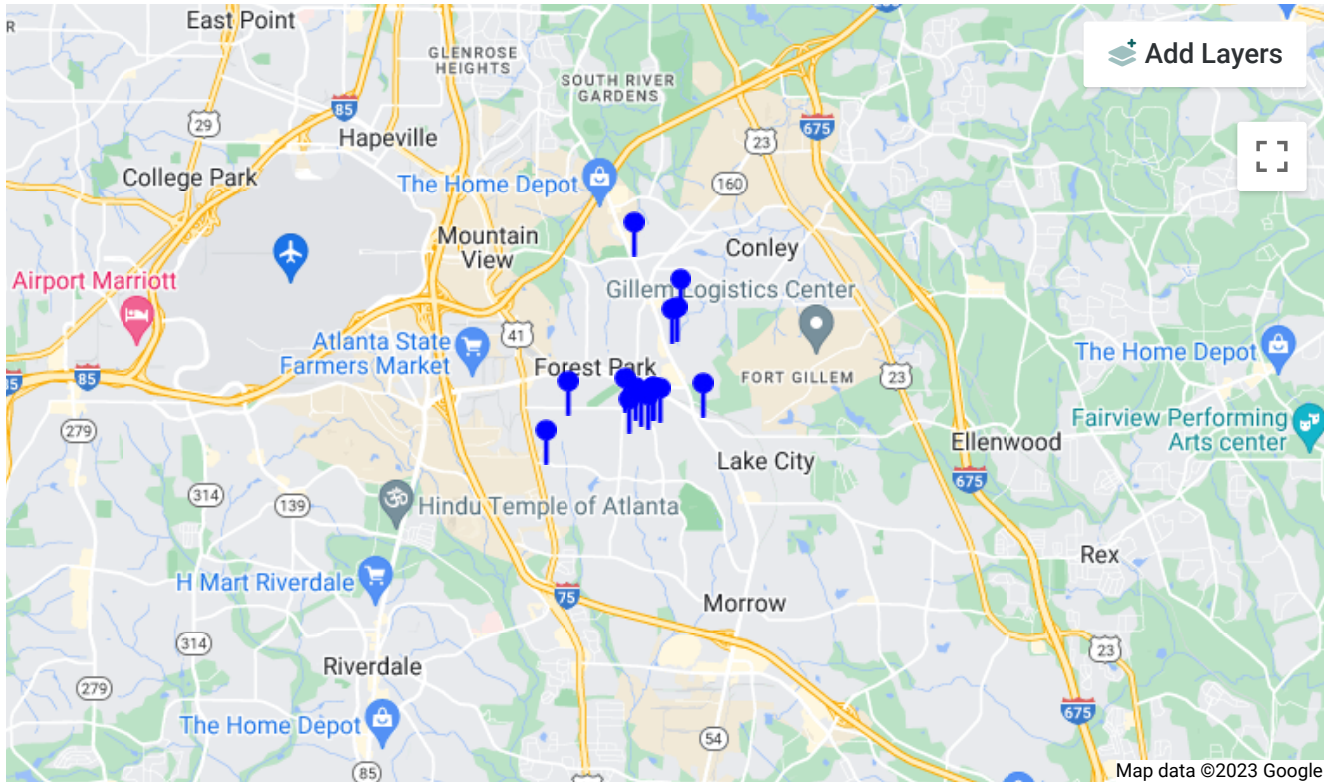 East Point
GLENROSE
HEIGHTS
SOUTH RIVER
GARDENS
Add Layers
R
85
29
Hapeville
675
23
College Park
The Home Depot
160
Mountain
View
Conley
Airport Marriott
Gillem Logistics Center
41
Atlanta State
Farmers Market
Forest Park
The Home Depot
85
85
FORT GILLEM
23
279
Fairview Performing
Arts center
Ellenwood
Lake City
675
314
139
Hindu Temple of Atlanta
Rex
H Mart Riverdale
75
Morrow
314
23
Riverdale
279
675
The Home Depot
54
85
Map data ©2023 Google